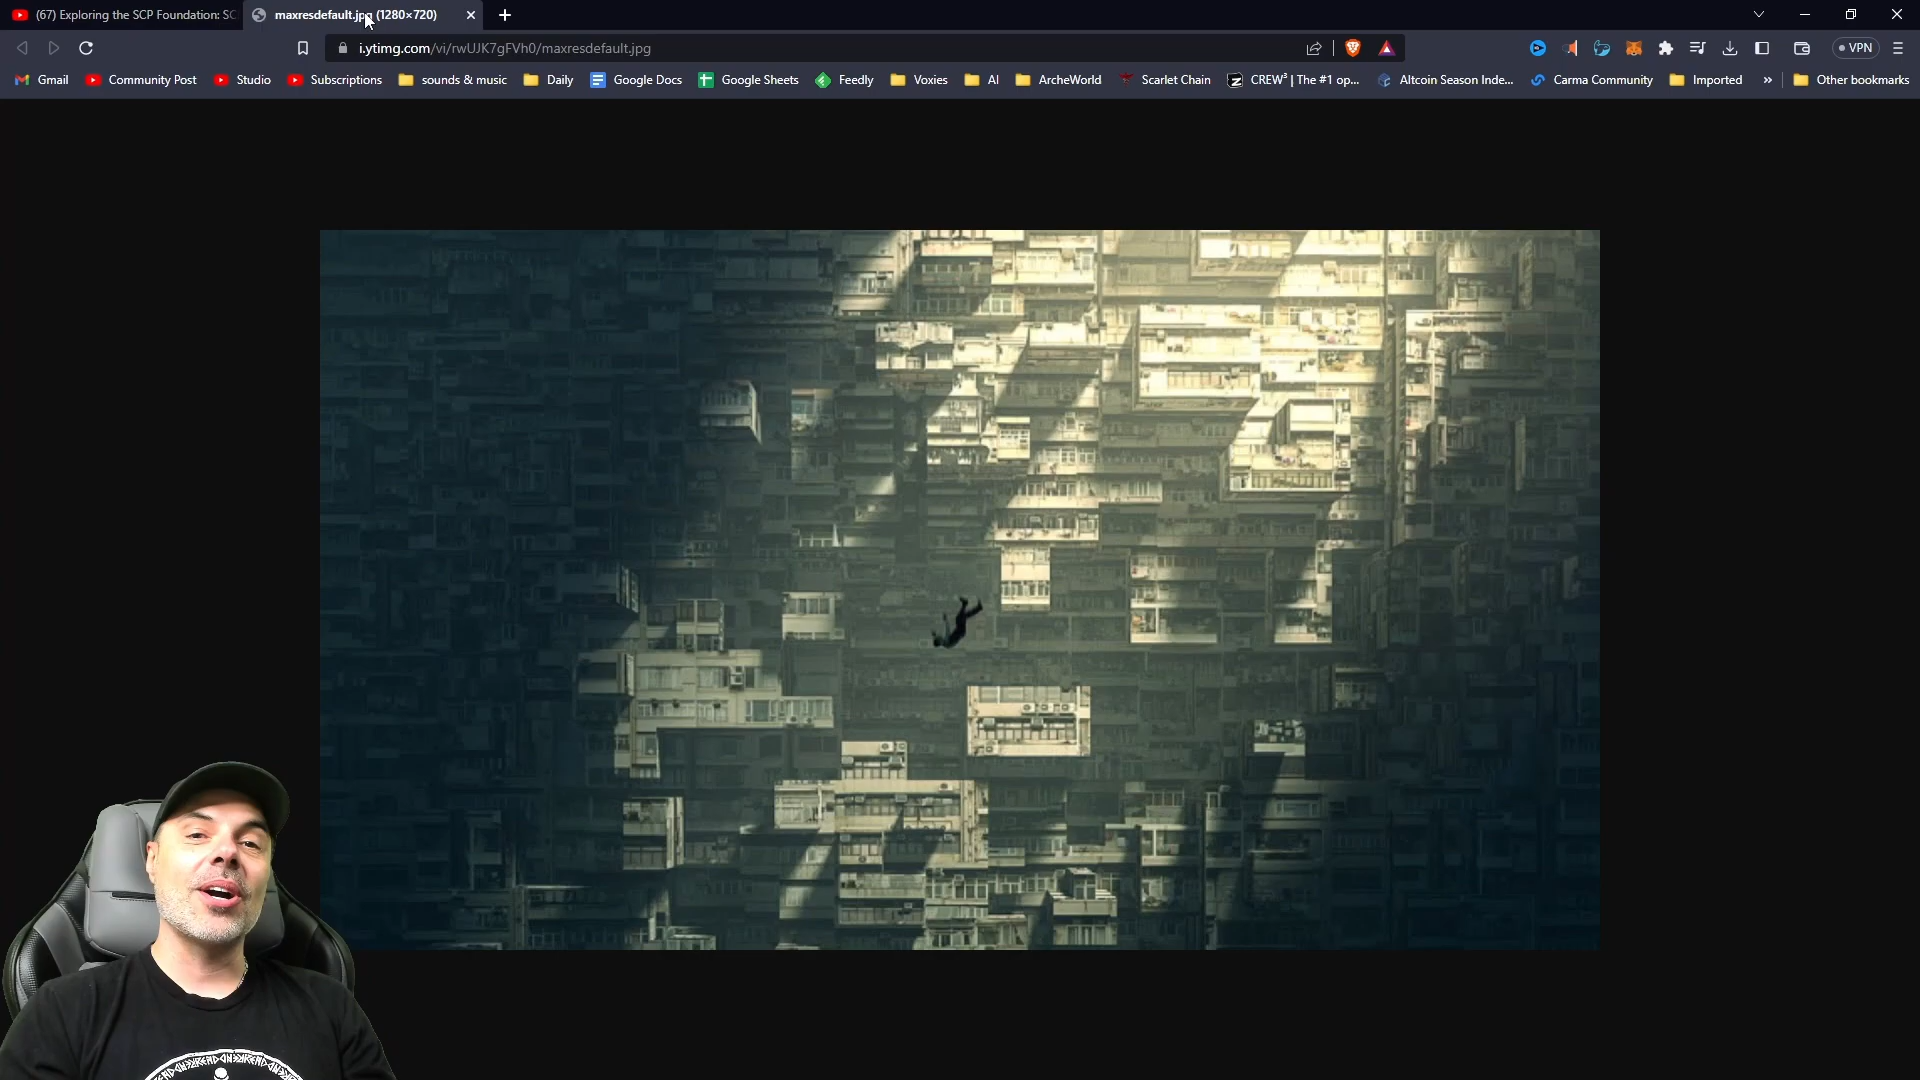 (67) Exploring the SCP Foundation: SC
maxresdefault.jpg (1280×720)
i.ytimg.com/vi/rwUJK7gFVh0/maxresdefault.jpg
VPN
Gmail
Community Post
Studio
Subscriptions
sounds & music
Daily
Google Docs
Google Sheets
Feedly
Voxies
AI
ArcheWorld
Scarlet Chain
CREW³ | The #1 op...
Altcoin Season Inde...
Carma Community
Imported
»
Other bookmarks